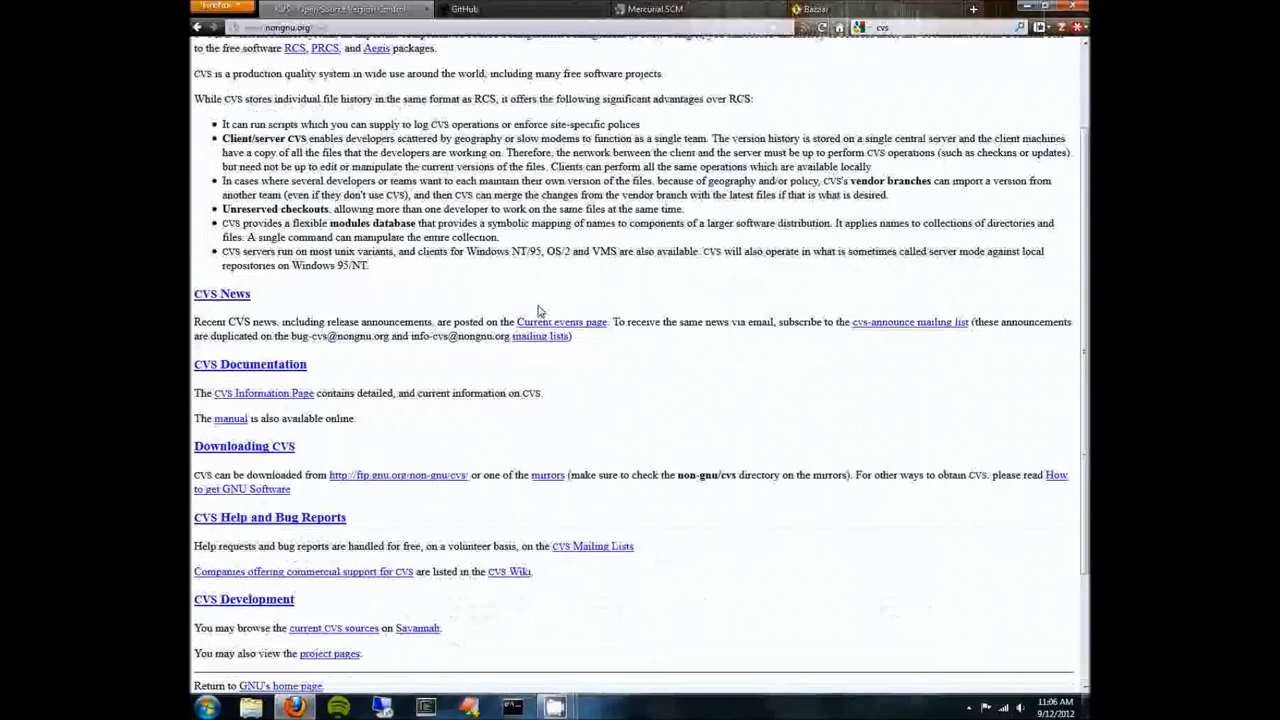 Firefox
CVS - Open Source Version Control
GitHub
Mercurial SCM
Bazaar
nongnu.org
cvs
to the free software RCS, PRCS, and Aegis packages.
CVS is a production quality system in wide use around the world, including many free software projects.
While CVS stores individual file history in the same format as RCS, it offers the following significant advantages over RCS:
It can run scripts which you can supply to log CVS operations or enforce site-specific polices
Client/server CVS enables developers scattered by geography or slow modems to function as a single team. The version history is stored on a single central server and the client machines
have a copy of all the files that the developers are working on. Therefore, the network between the client and the server must be up to perform CVS operations (such as checkins or updates)
but need not be up to edit or manipulate the current versions of the files. Clients can perform all the same operations which are available locally.
In cases where several developers or teams want to each maintain their own version of the files, because of geography and/or policy, CVS's vendor branches can import a version from
another team (even if they don't use CVS), and then CVS can merge the changes from the vendor branch with the latest files if that is what is desired.
Unreserved checkouts, allowing more than one developer to work on the same files at the same time.
CVS provides a flexible modules database that provides a symbolic mapping of names to components of a larger software distribution. It applies names to collections of directories and
files. A single command can manipulate the entire collection.
CVS servers run on most unix variants, and clients for Windows NT/95, OS/2 and VMS are also available. CVS will also operate in what is sometimes called server mode against local
repositories on Windows 95/NT.
CVS News
Recent CVS news, including release announcements, are posted on the Current events page. To receive the same news via email, subscribe to the cvs-announce mailing list (these announcements
are duplicated on the bug-cvs@nongnu.org and info-cvs@nongnu.org mailing lists)
CVS Documentation
The CVS Information Page contains detailed, and current information on CVS.
The manual is also available online.
Downloading CVS
CVS can be downloaded from http://ftp.gnu.org/non-gnu/cvs/ or one of the mirrors (make sure to check the non-gnu/cvs directory on the mirrors). For other ways to obtain CVS, please read How
to get GNU Software
CVS Help and Bug Reports
Help requests and bug reports are handled for free, on a volunteer basis, on the CVS Mailing Lists
Companies offering commercial support for CVS are listed in the CVS Wiki.
CVS Development
You may browse the current CVS sources on Savannah.
You may also view the project pages.
Return to GNU's home page.
11:06 AM
9/12/2012